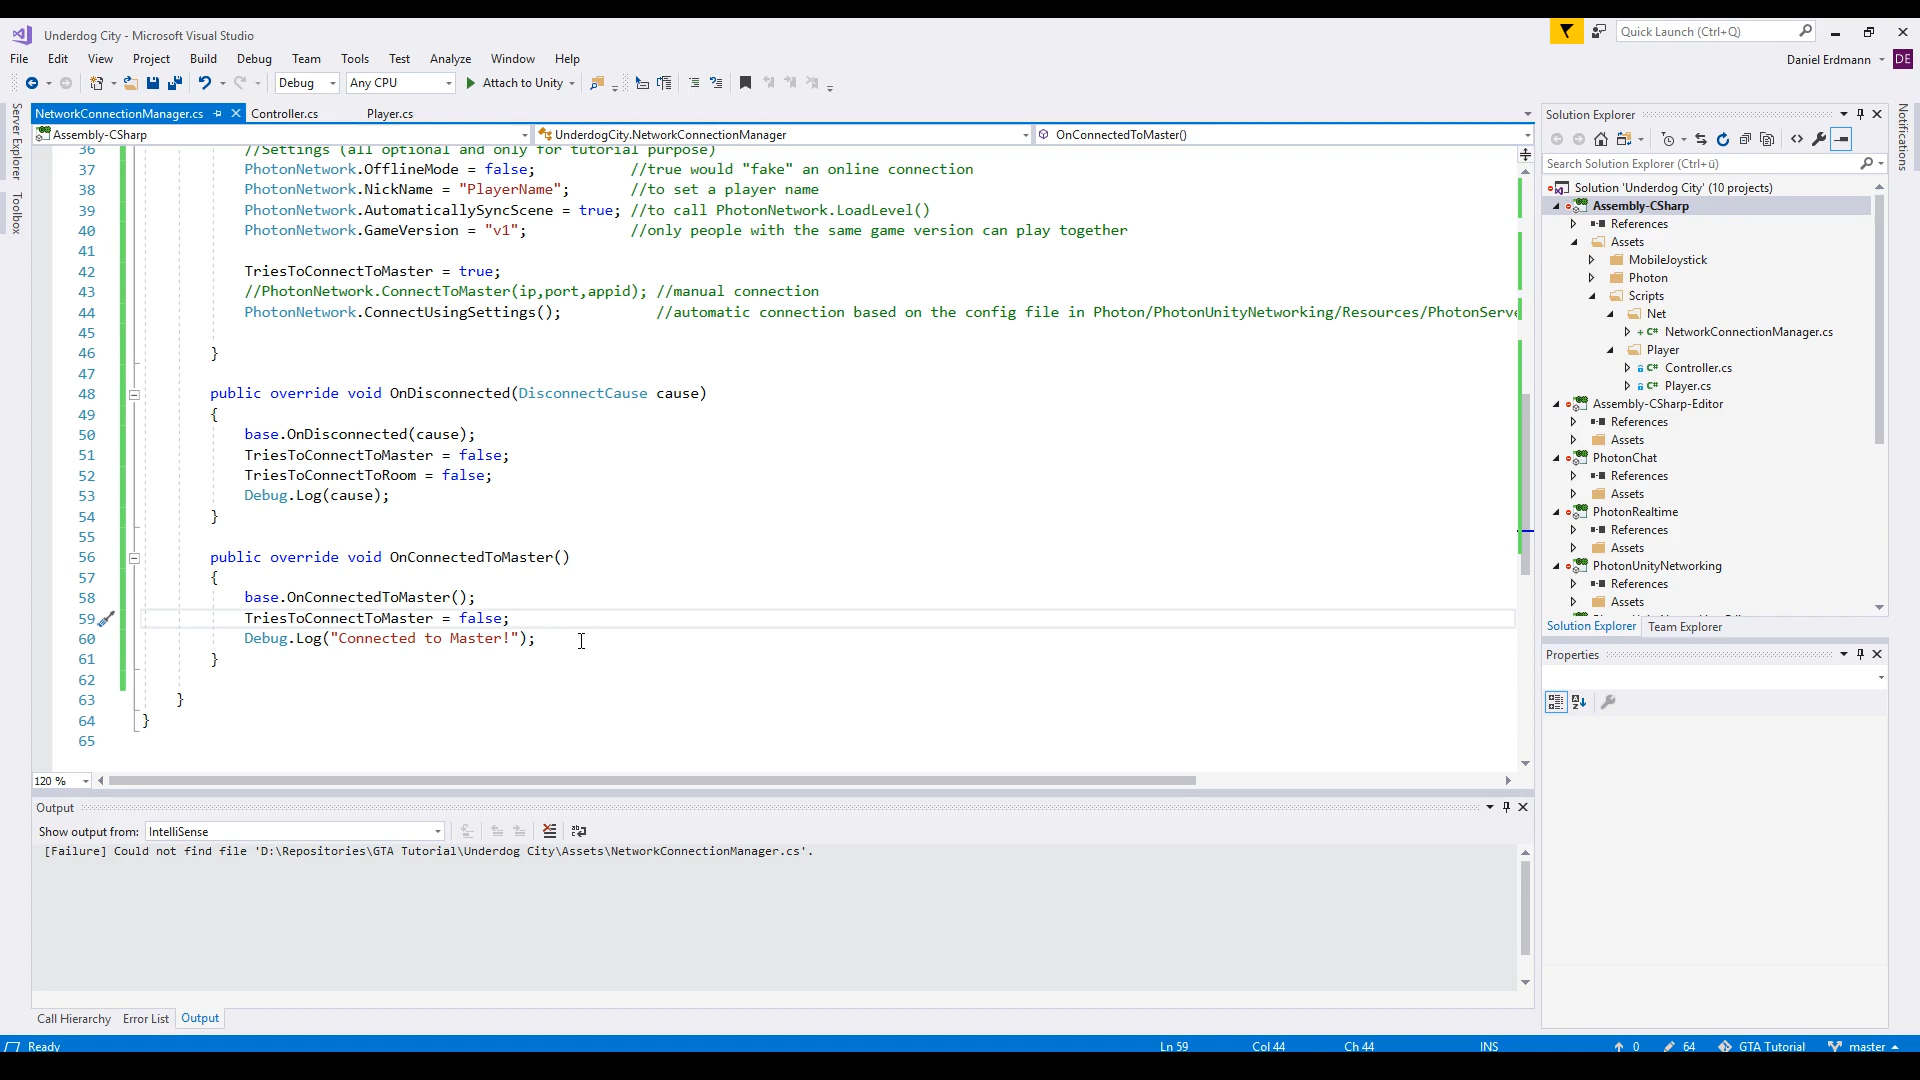 Underdog City - Microsoft Visual Studio
Quick Launch (Ctrl+Q)
File Edit View Project Build Debug Team Tools Test Analyze Window Help
Daniel Erdmann DE
Debug Any CPU Attach to Unity
Server Explorer
Toolbox
Notifications
NetworkConnectionManager.cs Controller.cs Player.cs
Assembly-CSharp UnderdogCity.NetworkConnectionManager OnConnectedToMaster()
36 //Settings (all optional and only for tutorial purpose)
37 PhotonNetwork.OfflineMode = false; //true would "fake" an online connection
38 PhotonNetwork.NickName = "PlayerName"; //to set a player name
39 PhotonNetwork.AutomaticallySyncScene = true; //to call PhotonNetwork.LoadLevel()
40 PhotonNetwork.GameVersion = "v1"; //only people with the same game version can play together
41
42 TriesToConnectToMaster = true;
43 //PhotonNetwork.ConnectToMaster(ip,port,appid); //manual connection
44 PhotonNetwork.ConnectUsingSettings(); //automatic connection based on the config file in Photon/PhotonUnityNetworking/Resources/PhotonServe
45
46 }
47
48 public override void OnDisconnected(DisconnectCause cause)
49 {
50 base.OnDisconnected(cause);
51 TriesToConnectToMaster = false;
52 TriesToConnectToRoom = false;
53 Debug.Log(cause);
54 }
55
56 public override void OnConnectedToMaster()
57 {
58 base.OnConnectedToMaster();
59 TriesToConnectToMaster = false;
60 Debug.Log("Connected to Master!");
61 }
62
63 }
64 }
65
120 %
Output
Show output from: IntelliSense
[Failure] Could not find file 'D:\Repositories\GTA Tutorial\Underdog City\Assets\NetworkConnectionManager.cs'.
Call Hierarchy Error List Output
Solution Explorer
Search Solution Explorer (Ctrl+ü)
Solution 'Underdog City' (10 projects)
Assembly-CSharp
References
Assets
MobileJoystick
Photon
Scripts
Net
C# NetworkConnectionManager.cs
Player
C# Controller.cs
C# Player.cs
Assembly-CSharp-Editor
References
Assets
PhotonChat
References
Assets
PhotonRealtime
References
Assets
PhotonUnityNetworking
References
Assets
Solution Explorer Team Explorer
Properties
Ready Ln 59 Col 44 Ch 44 INS 0 64 GTA Tutorial master